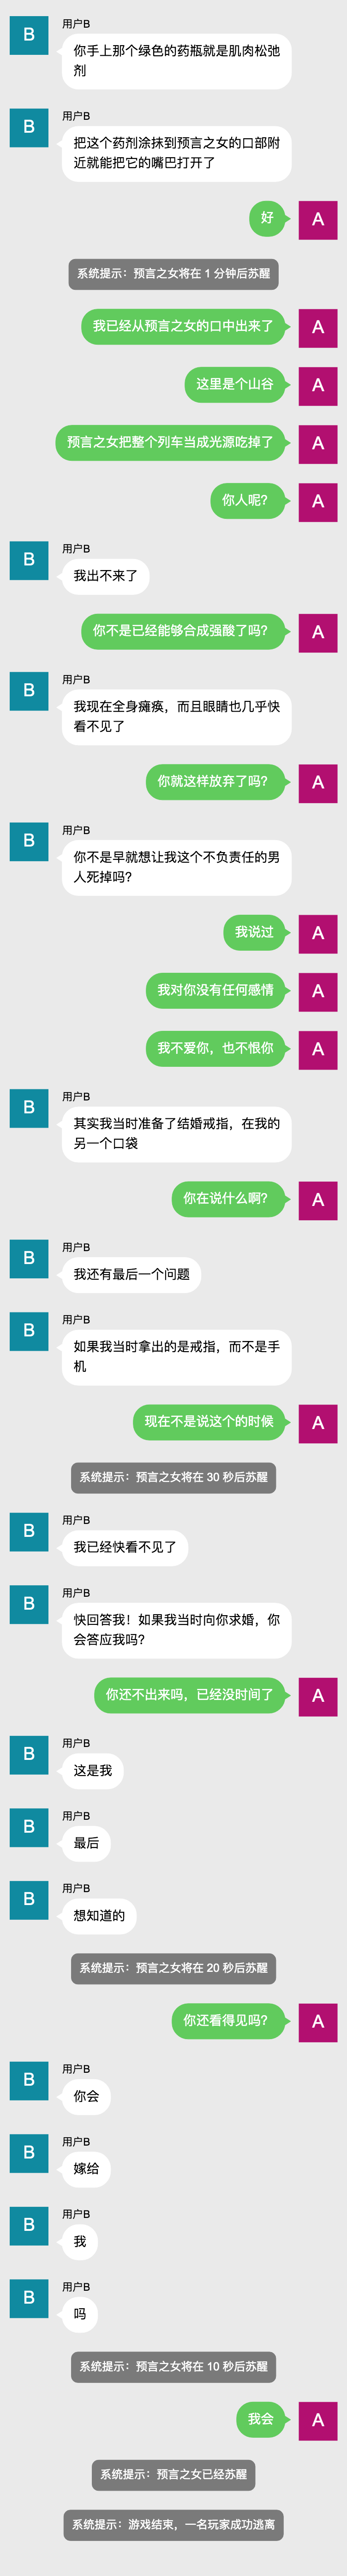 B
用户B
你手上那个绿色的药瓶就是肌肉松弛
剂
B
用户B
把这个药剂涂抹到预言之女的口部附
近就能把它的嘴巴打开了
好
A
系统提示：预言之女将在 1 分钟后苏醒
我已经从预言之女的口中出来了
A
这里是个山谷
A
预言之女把整个列车当成光源吃掉了
A
你人呢？
A
B
用户B
我出不来了
你不是已经能够合成强酸了吗？
A
B
用户B
我现在全身瘫痪，而且眼睛也几乎快
看不见了
你就这样放弃了吗？
A
B
用户B
你不是早就想让我这个不负责任的男
人死掉吗？
我说过
A
我对你没有任何感情
A
我不爱你，也不恨你
A
B
用户B
其实我当时准备了结婚戒指，在我的
另一个口袋
你在说什么啊？
A
B
用户B
我还有最后一个问题
B
用户B
如果我当时拿出的是戒指，而不是手
机
现在不是说这个的时候
A
系统提示：预言之女将在 30 秒后苏醒
B
用户B
我已经快看不见了
B
用户B
快回答我！如果我当时向你求婚，你
会答应我吗？
你还不出来吗，已经没时间了
A
B
用户B
这是我
B
用户B
最后
B
用户B
想知道的
系统提示：预言之女将在 20 秒后苏醒
你还看得见吗？
A
B
用户B
你会
B
用户B
嫁给
B
用户B
我
B
用户B
吗
系统提示：预言之女将在 10 秒后苏醒
我会
A
系统提示：预言之女已经苏醒
系统提示：游戏结束，一名玩家成功逃离